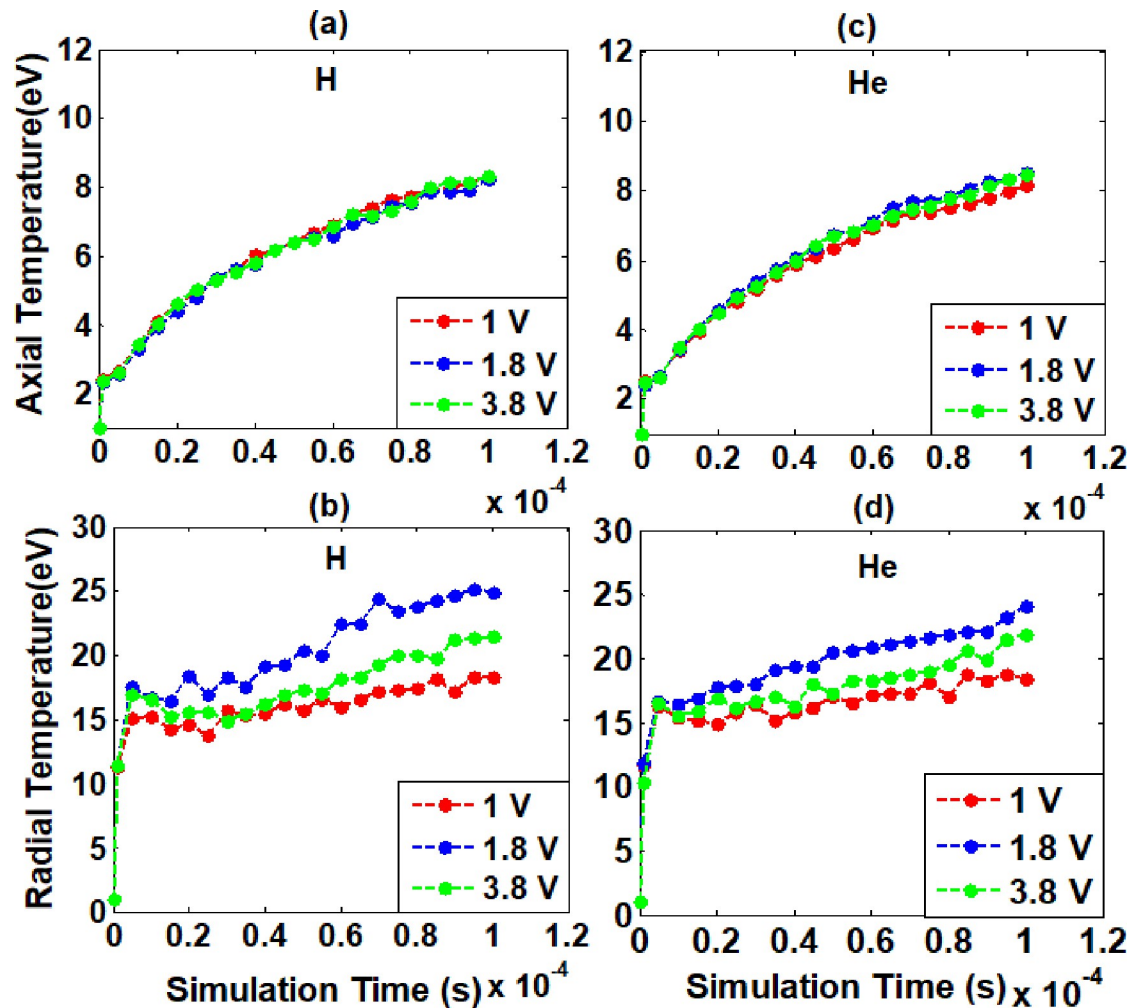 (a)
Axial Temperature(eV)
12
10
8
6
4
2
H
1 V
1.8 V
3.8 V
0 0.2 0.4 0.6 0.8 1 1.2
x 10-4
(c)
12
10
8
6
4
2
He
1 V
1.8 V
3.8 V
0 0.2 0.4 0.6 0.8 1 1.2
x 10-4
(b)
Radial Temperature(eV)
30
25
20
15
10
5
0
H
1 V
1.8 V
3.8 V
0 0.2 0.4 0.6 0.8 1 1.2
Simulation Time (s) x 10-4
(d)
30
25
20
15
10
5
0
He
1 V
1.8 V
3.8 V
0 0.2 0.4 0.6 0.8 1 1.2
Simulation Time (s) x 10-4